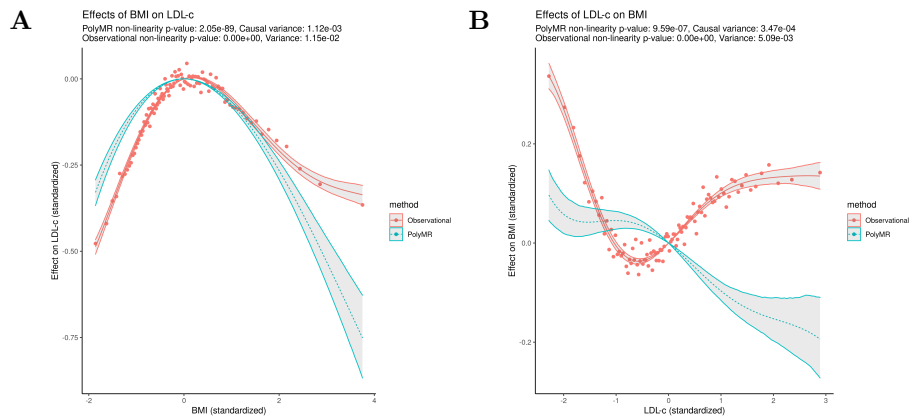 A
Effects of BMI on LDL-c
PolyMR non-linearity p-value: 2.05e-89, Causal variance: 1.12e-03
Observational non-linearity p-value: 0.00e+00, Variance: 1.15e-02
0.00
-0.25
-0.50
-0.75
Effect on LDL-c (standardized)
-2
0
2
4
BMI (standardized)
method
Observational
PolyMR
B
Effects of LDL-c on BMI
PolyMR non-linearity p-value: 9.59e-07, Causal variance: 3.47e-04
Observational non-linearity p-value: 0.00e+00, Variance: 5.09e-03
0.2
0.0
-0.2
Effect on BMI (standardized)
-2
-1
0
1
2
3
LDL-c (standardized)
method
Observational
PolyMR